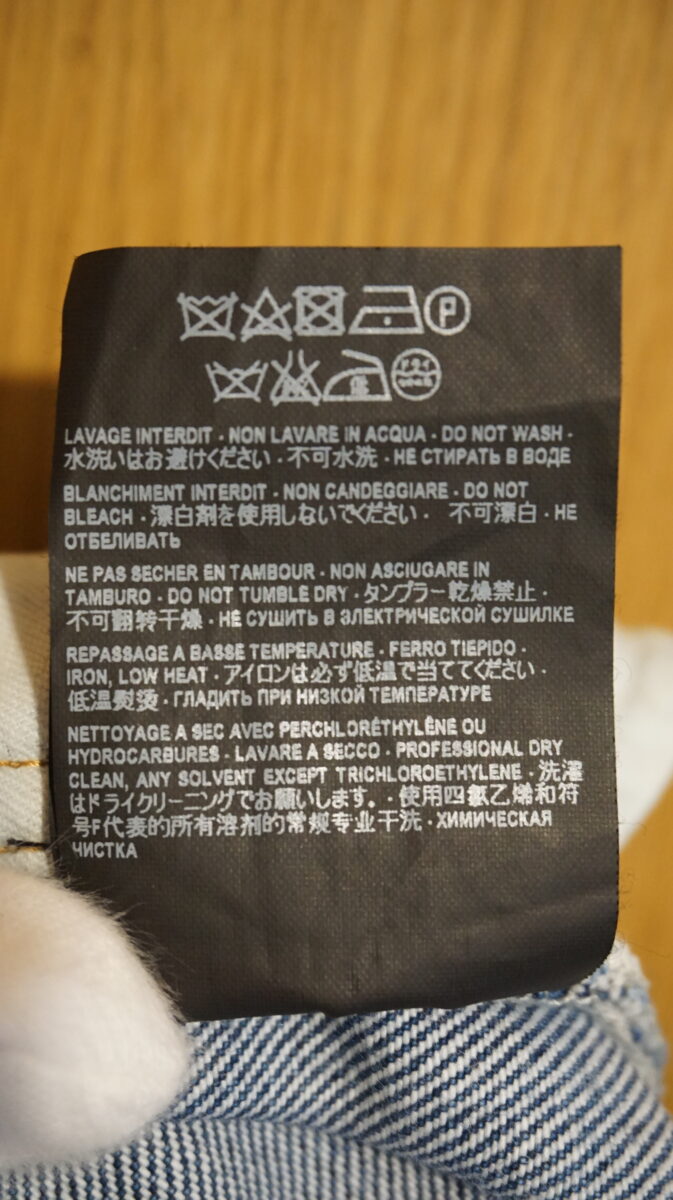 P
ドライ
LAVAGE INTERDIT · NON LAVARE IN ACQUA · DO NOT WASH ·
水洗いはお避けください · 不可水洗 · НЕ СТИРАТЬ В ВОДЕ
BLANCHIMENT INTERDIT · NON CANDEGGIARE · DO NOT
BLEACH · 漂白剤を使用しないでください · 不可漂白 · НЕ
ОТБЕЛИВАТЬ
NE PAS SECHER EN TAMBOUR · NON ASCIUGARE IN
TAMBURO · DO NOT TUMBLE DRY · タンブラー乾燥禁止 ·
不可翻转干燥 · НЕ СУШИТЬ В ЭЛЕКТРИЧЕСКОЙ СУШИЛКЕ
REPASSAGE A BASSE TEMPERATURE · FERRO TIEPIDO ·
IRON, LOW HEAT · アイロンは必ず低温で当ててください ·
低温熨烫 · ГЛАДИТЬ ПРИ НИЗКОЙ ТЕМПЕРАТУРЕ
NETTOYAGE A SEC AVEC PERCHLORÉTHYLÈNE OU
HYDROCARBURES · LAVARE A SECCO · PROFESSIONAL DRY
CLEAN, ANY SOLVENT EXCEPT TRICHLOROETHYLENE · 洗濯
はドライクリーニングでお願いします。 · 使用四氯乙烯和符
号F代表的所有溶剂的常规专业干洗 · ХИМИЧЕСКАЯ
ЧИСТКА